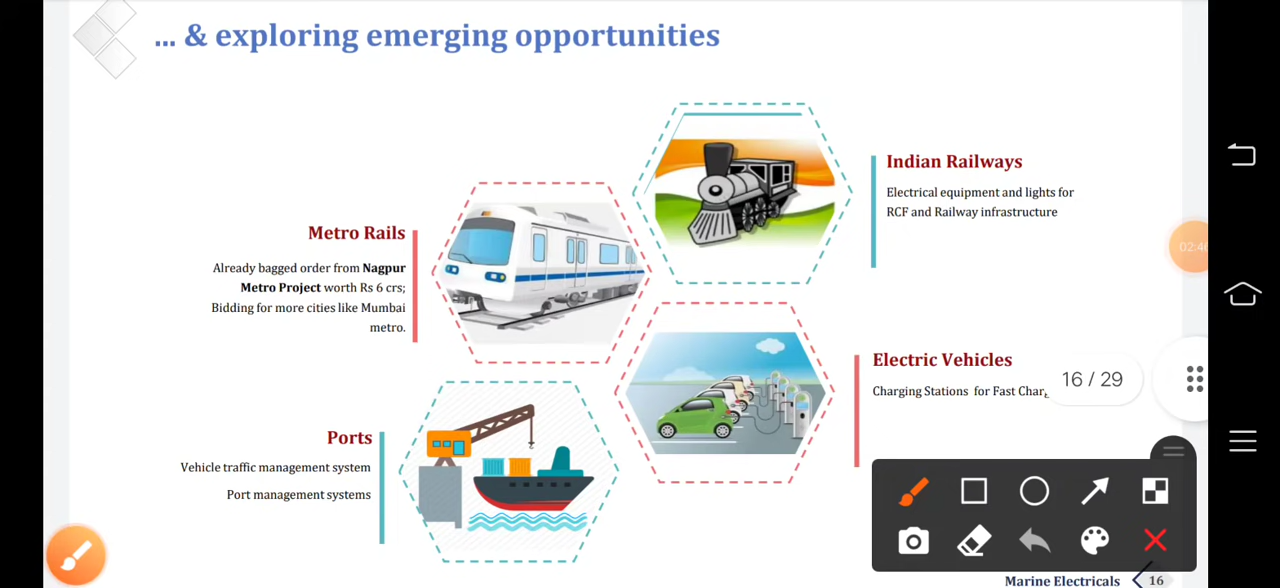 ... & exploring emerging opportunities
Indian Railways
Electrical equipment and lights for
RCF and Railway infrastructure
Metro Rails
Already bagged order from Nagpur
Metro Project worth Rs 6 crs;
Bidding for more cities like Mumbai
metro.
Electric Vehicles
Charging Stations for Fast
16 / 29
Ports
Vehicle traffic management system
Port management systems
Marine Electricals
16